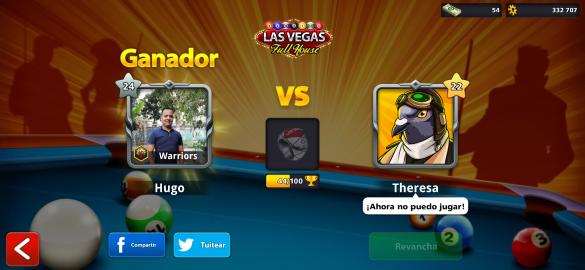 54
332 707
LAS VEGAS
Full House
Ganador
24
VS
22
Warriors
44/100
Hugo
Theresa
¡Ahora no puedo jugar!
Compartir
Tuitear
Revancha